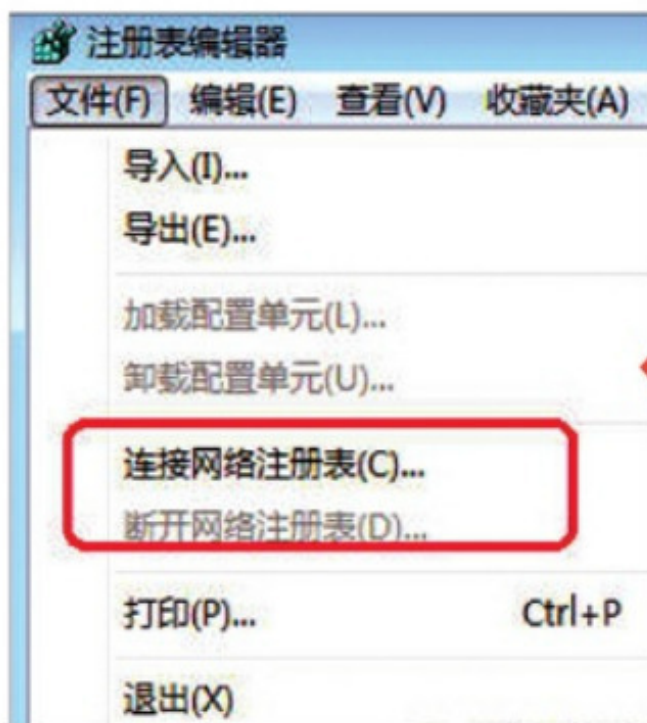 注册表编辑器
文件(F) 编辑(E) 查看(V) 收藏夹(A)
导入(I)...
导出(E)...
加载配置单元(L)...
卸载配置单元(U)...
连接网络注册表(C)...
断开网络注册表(D)...
打印(P)... Ctrl+P
退出(X)